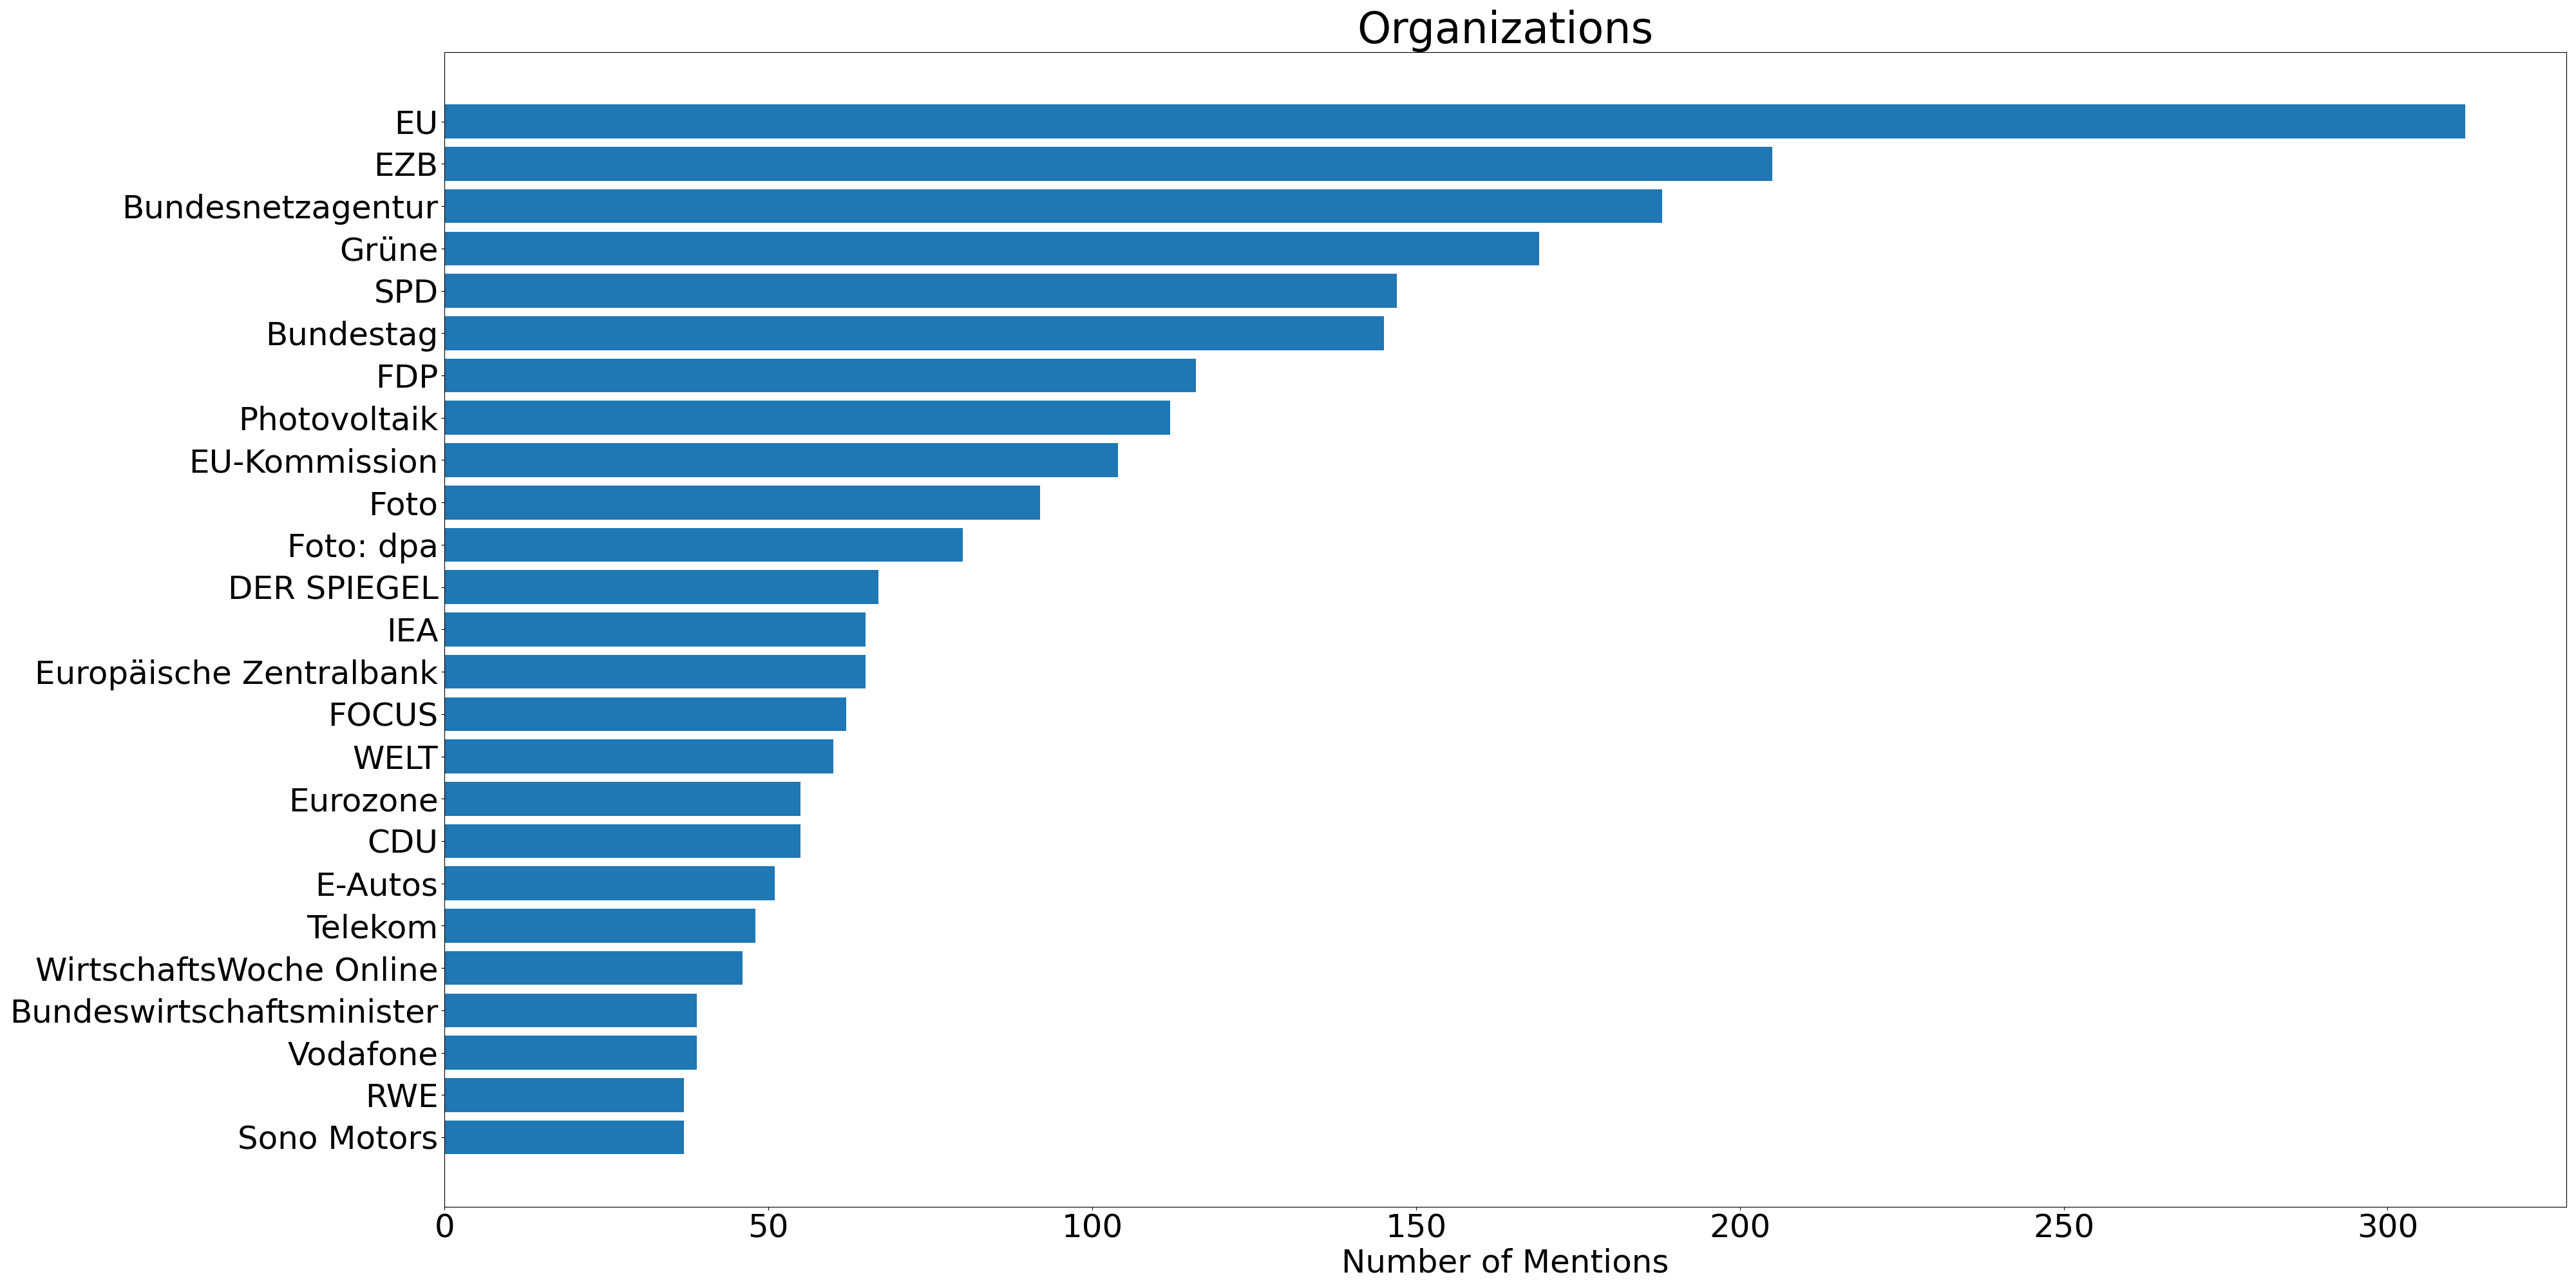 Organizations
EU
EZB
Bundesnetzagentur
Grüne
SPD
Bundestag
FDP
Photovoltaik
EU-Kommission
Foto
Foto: dpa
DER SPIEGEL
IEA
Europäische Zentralbank
FOCUS
WELT
Eurozone
CDU
E-Autos
Telekom
WirtschaftsWoche Online
Bundeswirtschaftsminister
Vodafone
RWE
Sono Motors
0 50 100 150 200 250 300
Number of Mentions